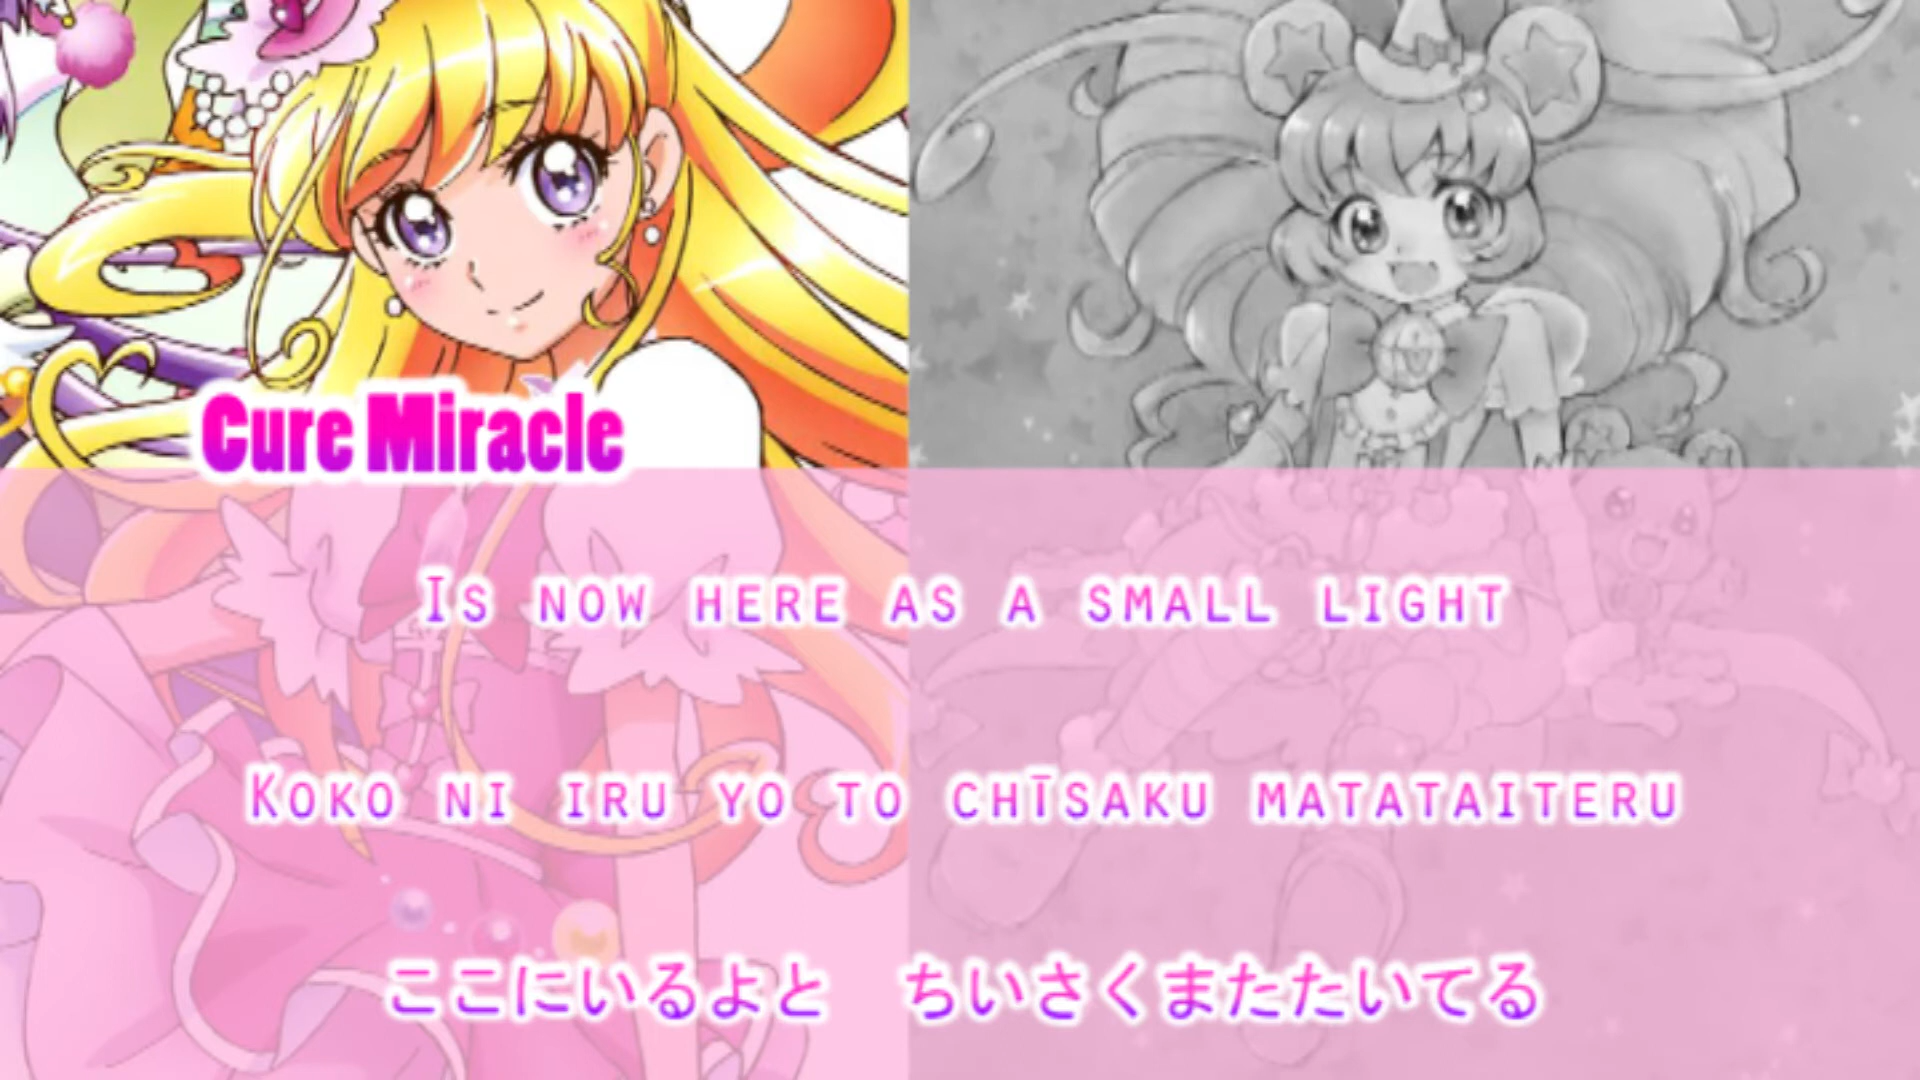 Cure Miracle
Is now here as a small light
Koko ni iru yo to chīsaku matataiteru
ここにいるよと　ちいさくまたたいてる